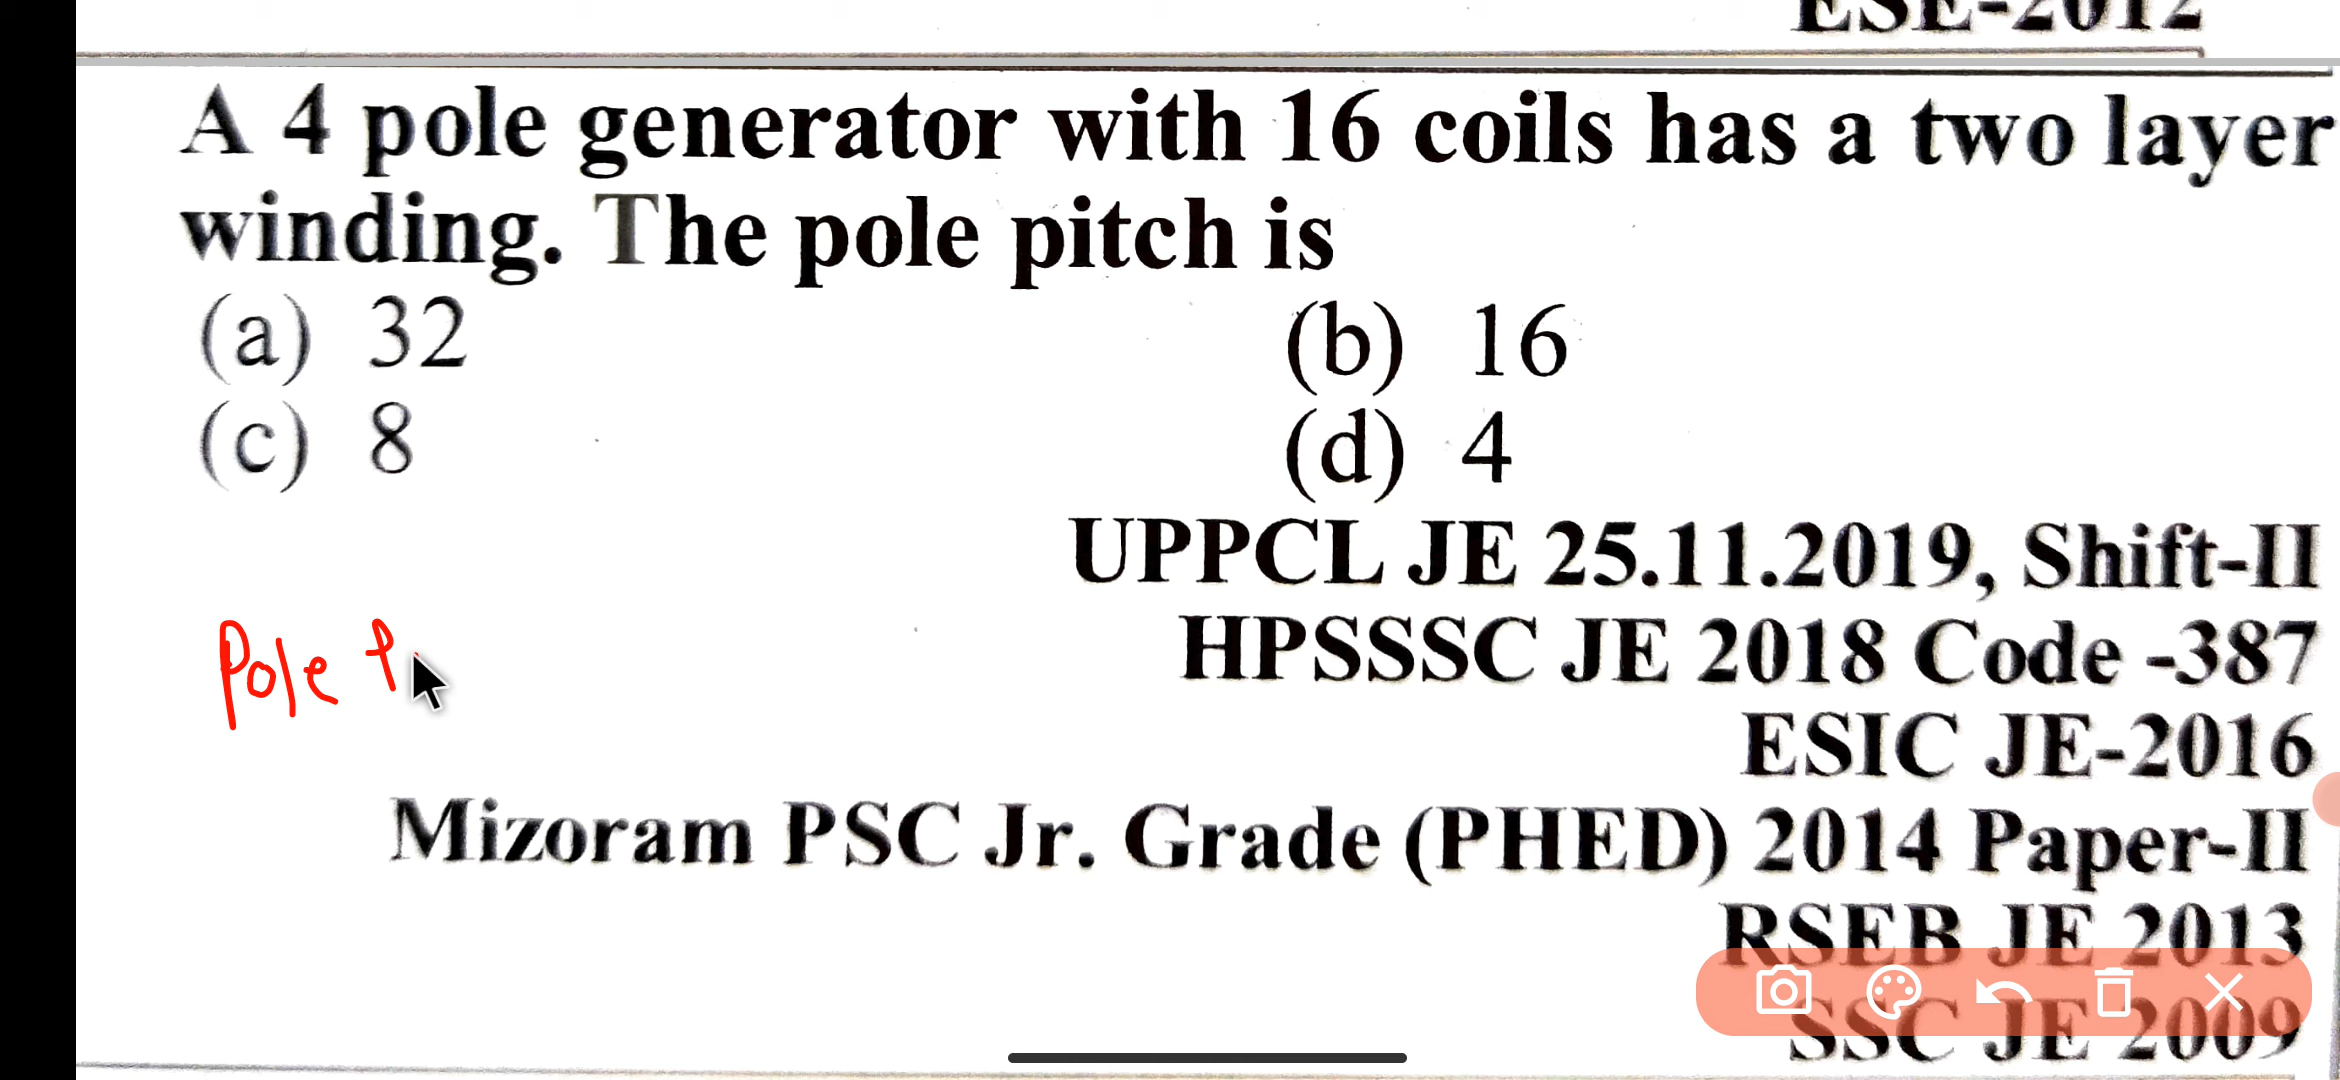 ESE-2012
A 4 pole generator with 16 coils has a two layer
winding. The pole pitch is
(a) 32 (b) 16
(c) 8 (d) 4
UPPCL JE 25.11.2019, Shift-II
HPSSSC JE 2018 Code -387
Pole P
ESIC JE-2016
Mizoram PSC Jr. Grade (PHED) 2014 Paper-II
RSEB JE 2013
SSC JE 2009